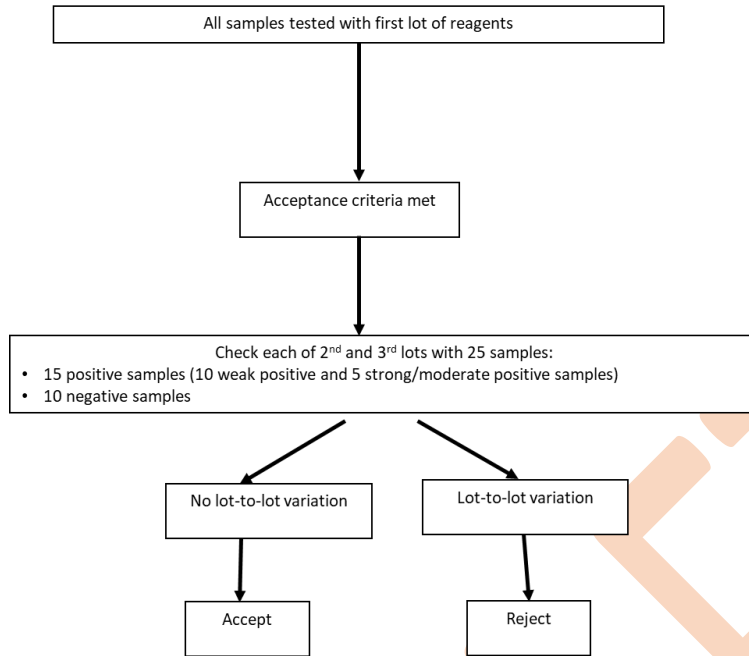 All samples tested with first lot of reagents
Acceptance criteria met
Check each of 2nd and 3rd lots with 25 samples:
• 15 positive samples (10 weak positive and 5 strong/moderate positive samples)
• 10 negative samples
No lot-to-lot variation
Lot-to-lot variation
Accept
Reject